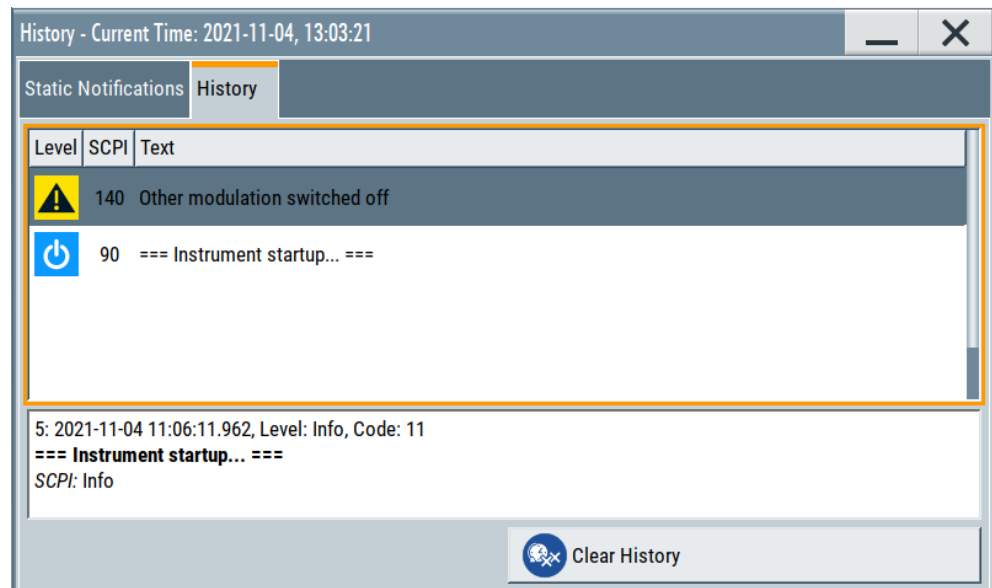 History - Current Time: 2021-11-04, 13:03:21
Static Notifications History
Level SCPI Text
140 Other modulation switched off
90 === Instrument startup... ===
5: 2021-11-04 11:06:11.962, Level: Info, Code: 11
=== Instrument startup... ===
SCPI: Info
Clear History